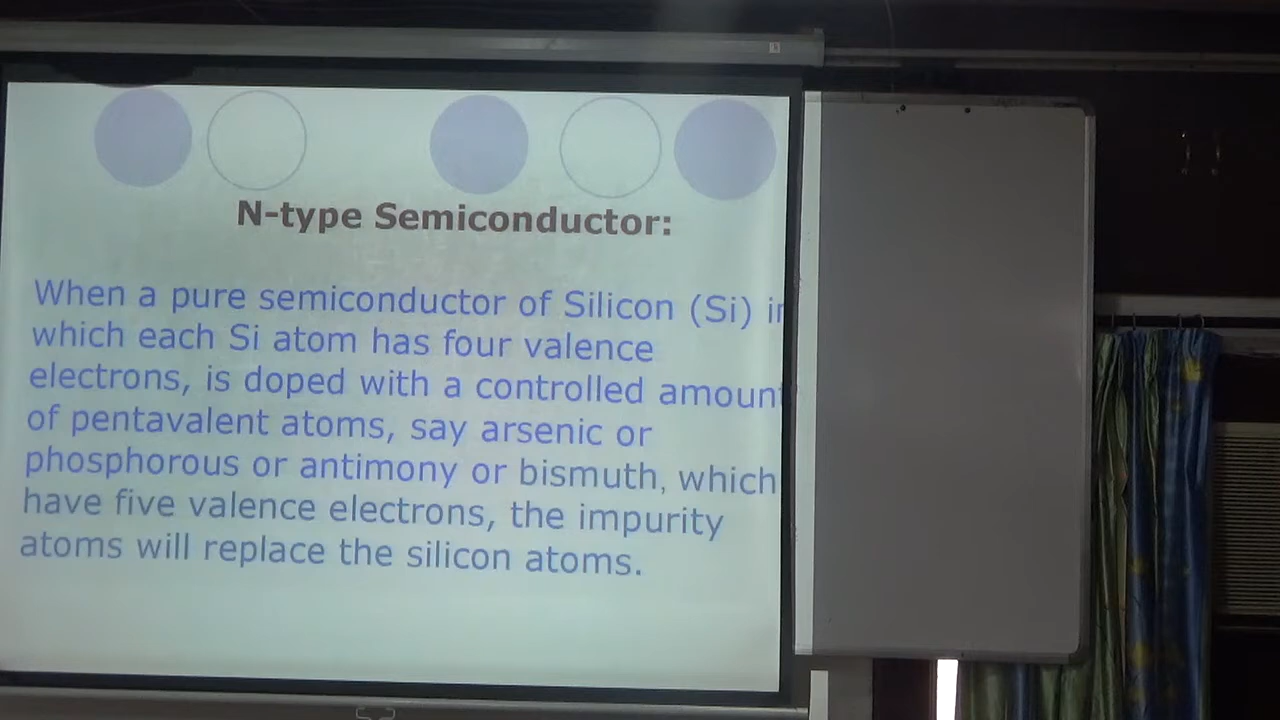 N-type Semiconductor:
When a pure semiconductor of Silicon (Si) in
which each Si atom has four valence
electrons, is doped with a controlled amount
of pentavalent atoms, say arsenic or
phosphorous or antimony or bismuth, which
have five valence electrons, the impurity
atoms will replace the silicon atoms.